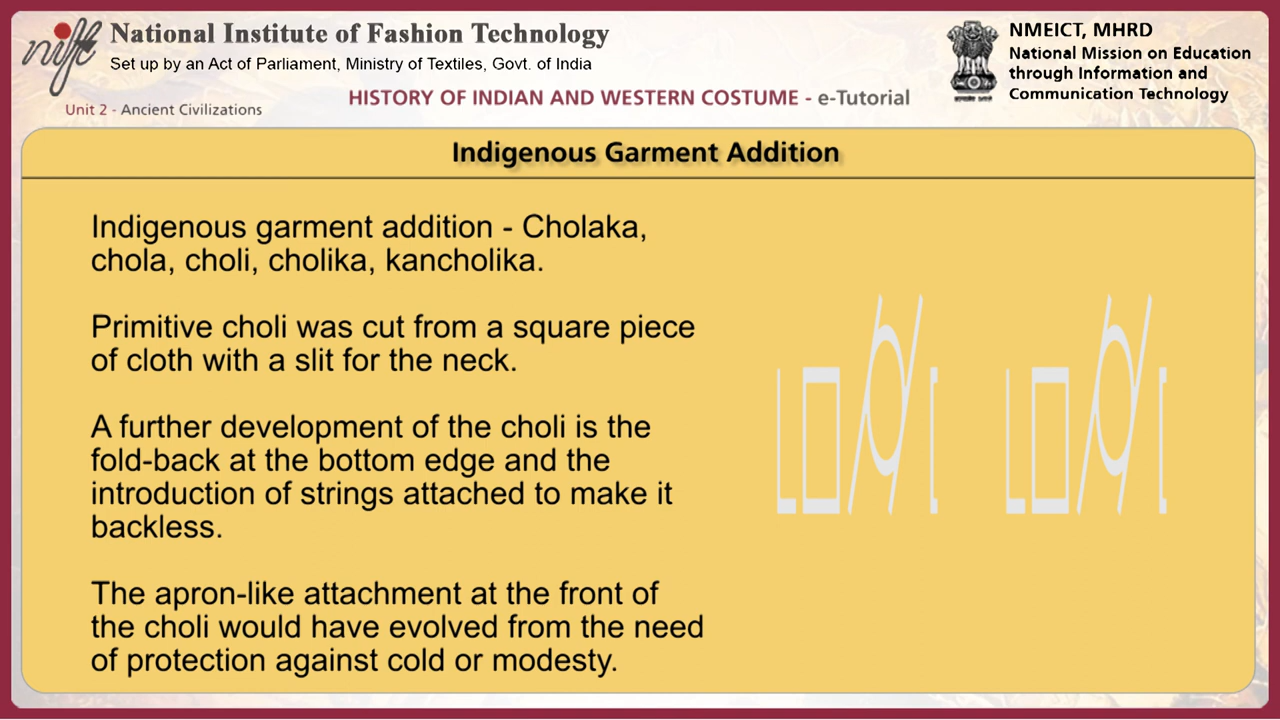 nift
National Institute of Fashion Technology
Set up by an Act of Parliament, Ministry of Textiles, Govt. of India
NMEICT, MHRD
National Mission on Education
through Information and
Communication Technology
Unit 2 - Ancient Civilizations
HISTORY OF INDIAN AND WESTERN COSTUME - e-Tutorial
Indigenous Garment Addition
Indigenous garment addition - Cholaka,
chola, choli, cholika, kancholika.
Primitive choli was cut from a square piece
of cloth with a slit for the neck.
A further development of the choli is the
fold-back at the bottom edge and the
introduction of strings attached to make it
backless.
The apron-like attachment at the front of
the choli would have evolved from the need
of protection against cold or modesty.